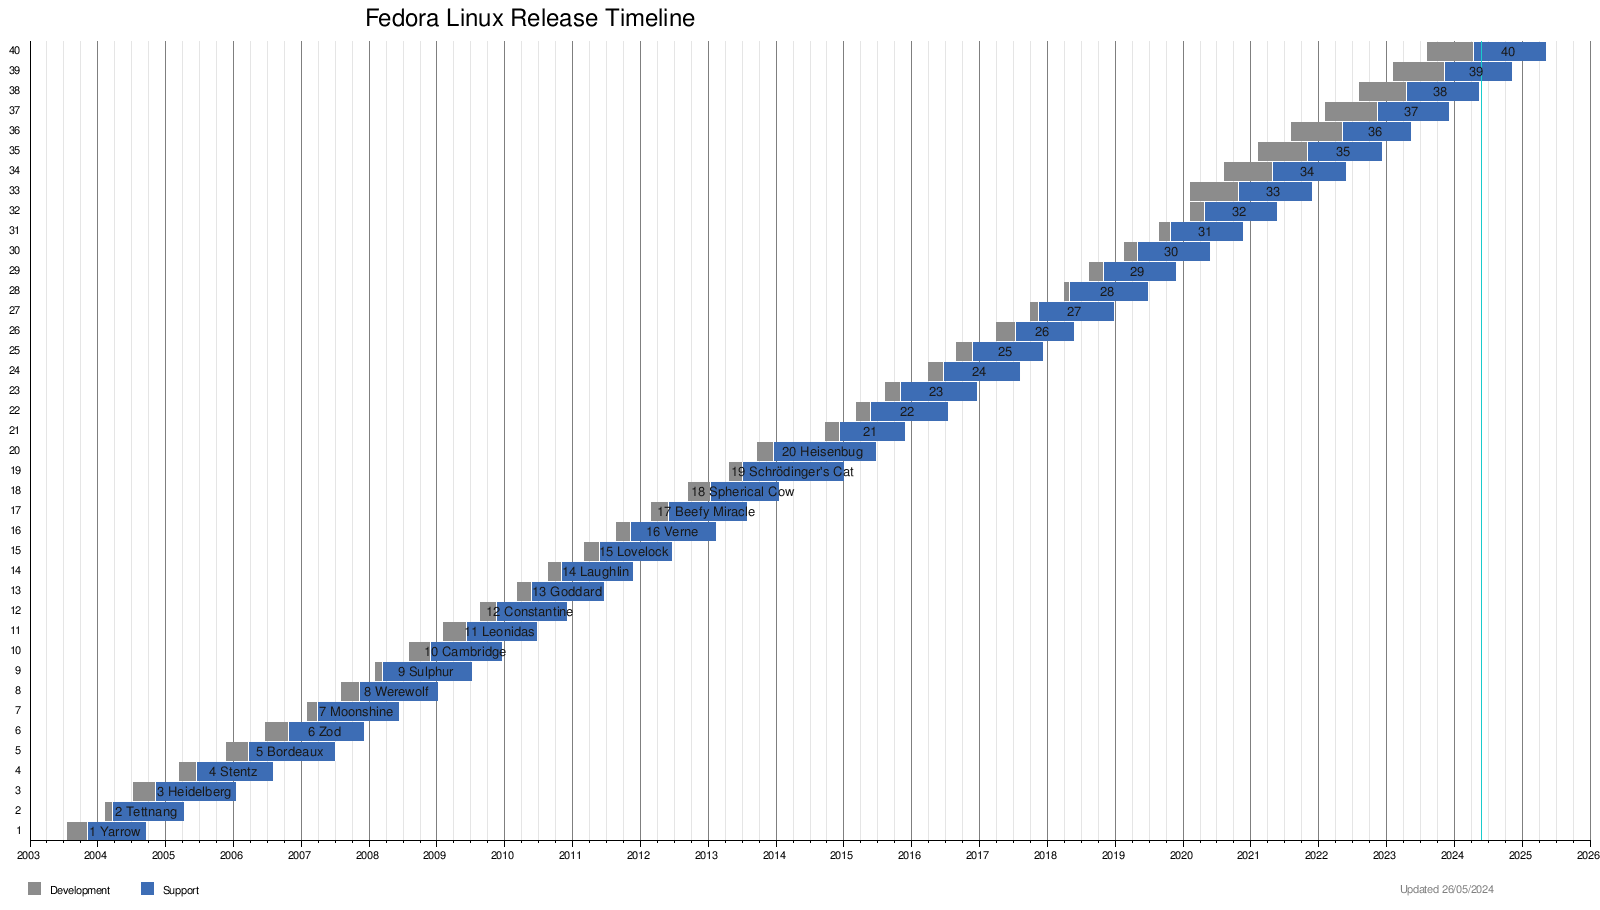 Fedora Linux Release Timeline
40 40
39 39
38 38
37 37
36 36
35 35
34 34
33 33
32 32
31 31
30 30
29 29
28 28
27 27
26 26
25 25
24 24
23 23
22 22
21 21
20 20 Heisenbug
19 19 Schrödinger's Cat
18 18 Spherical Cow
17 17 Beefy Miracle
16 16 Verne
15 15 Lovelock
14 14 Laughlin
13 13 Goddard
12 12 Constantine
11 11 Leonidas
10 10 Cambridge
9 9 Sulphur
8 8 Werewolf
7 7 Moonshine
6 6 Zod
5 5 Bordeaux
4 4 Stentz
3 3 Heidelberg
2 2 Tettnang
1 1 Yarrow
2003 2004 2005 2006 2007 2008 2009 2010 2011 2012 2013 2014 2015 2016 2017 2018 2019 2020 2021 2022 2023 2024 2025 2026
Development Support Updated 26/05/2024